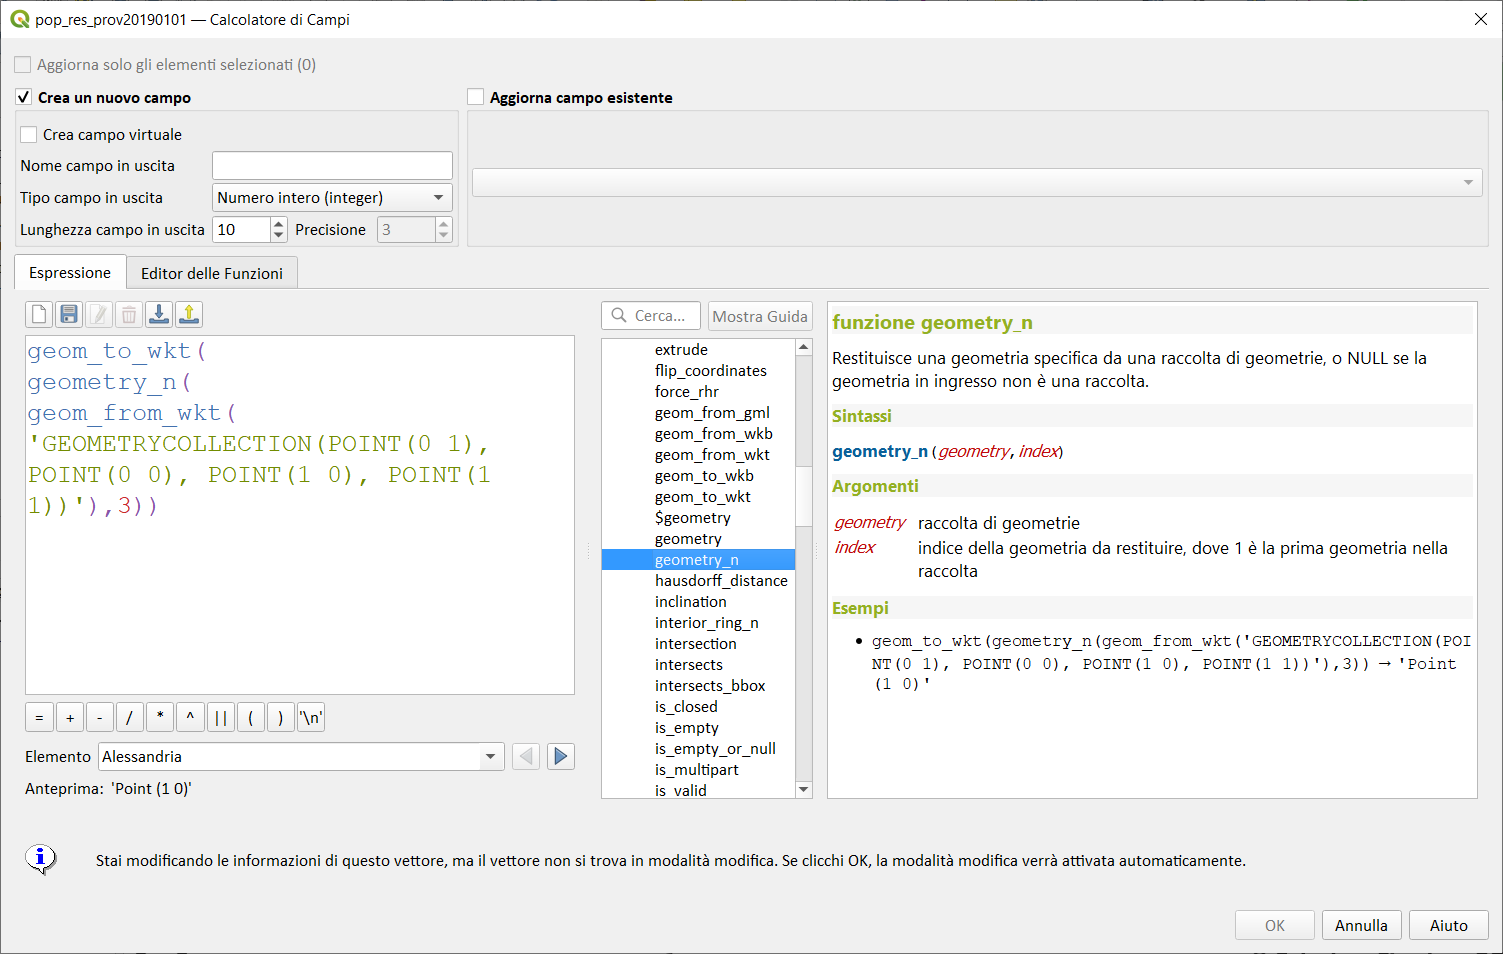 pop_res_prov20190101 — Calcolatore di Campi
Aggiorna solo gli elementi selezionati (0)
Crea un nuovo campo
Aggiorna campo esistente
Crea campo virtuale
Nome campo in uscita
Tipo campo in uscita Numero intero (integer)
Lunghezza campo in uscita 10 Precisione 3
Espressione Editor delle Funzioni
geom_to_wkt(
geometry_n(
geom_from_wkt(
'GEOMETRYCOLLECTION(POINT(0 1),
POINT(0 0), POINT(1 0), POINT(1
1))'),3))
= + - / * ^ || ( ) '\n'
Elemento Alessandria
Anteprima: 'Point (1 0)'
Cerca... Mostra Guida
extrude
flip_coordinates
force_rhr
geom_from_gml
geom_from_wkb
geom_from_wkt
geom_to_wkb
geom_to_wkt
$geometry
geometry
geometry_n
hausdorff_distance
inclination
interior_ring_n
intersection
intersects
intersects_bbox
is_closed
is_empty
is_empty_or_null
is_multipart
is_valid
funzione geometry_n
Restituisce una geometria specifica da una raccolta di geometrie, o NULL se la
geometria in ingresso non è una raccolta.
Sintassi
geometry_n(geometry,index)
Argomenti
geometry raccolta di geometrie
index indice della geometria da restituire, dove 1 è la prima geometria nella
raccolta
Esempi
• geom_to_wkt(geometry_n(geom_from_wkt('GEOMETRYCOLLECTION(POI
NT(0 1), POINT(0 0), POINT(1 0), POINT(1 1))'),3)) → 'Point
(1 0)'
Stai modificando le informazioni di questo vettore, ma il vettore non si trova in modalità modifica. Se clicchi OK, la modalità modifica verrà attivata automaticamente.
OK Annulla Aiuto